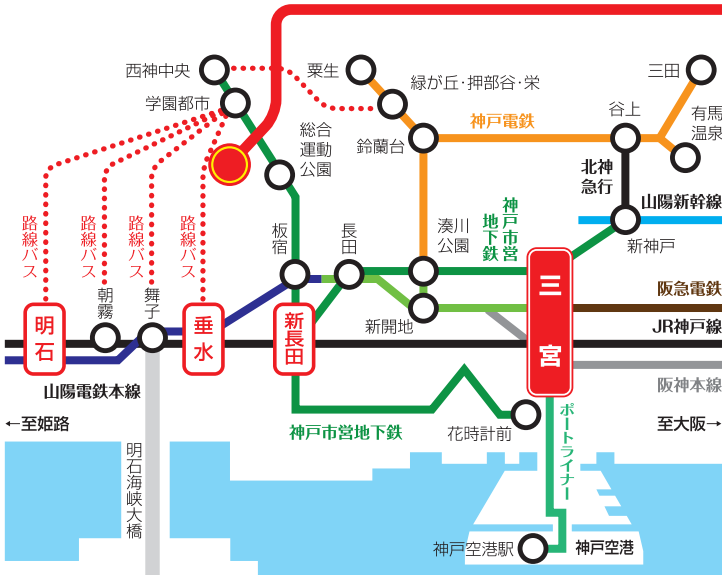 西神中央
粟生
緑が丘・押部谷・栄
三田
学園都市
谷上
有馬
温泉
総合
運動
公園
鈴蘭台
神戸電鉄
北神
急行
山陽新幹線
路線バス
路線バス
路線バス
路線バス
板宿
長田
湊川
公園
神戸市営
地下鉄
新神戸
朝霧
舞子
明石
垂水
新長田
新開地
三宮
阪急電鉄
JR神戸線
阪神本線
山陽電鉄本線
←至姫路
神戸市営地下鉄
花時計前
ポートライナー
至大阪→
明石海峡大橋
神戸空港駅
神戸空港